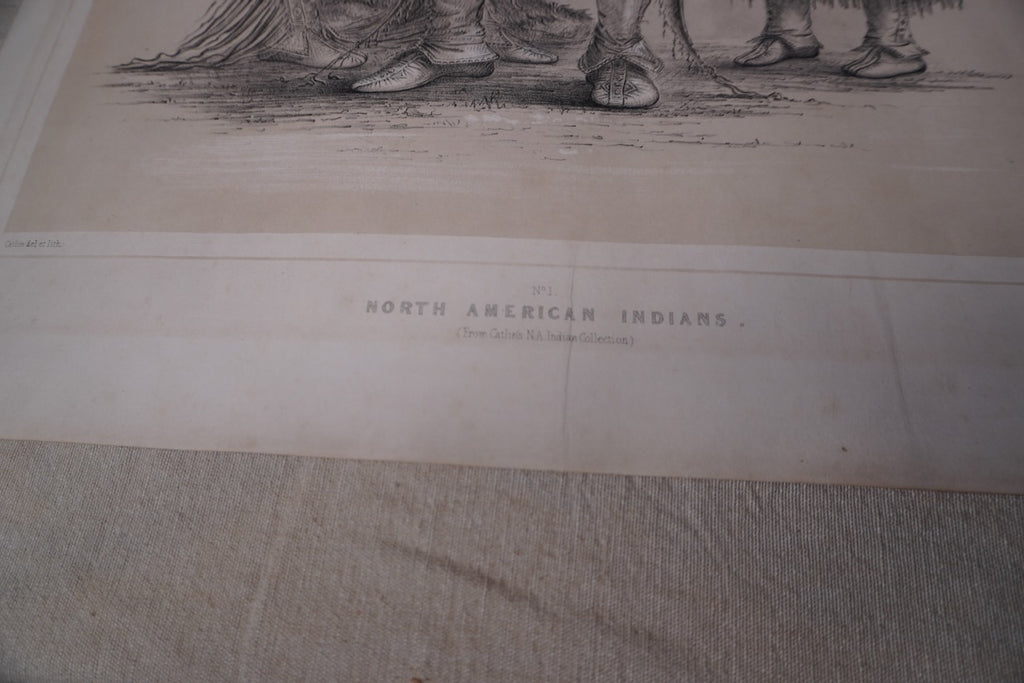 Catlin del et lith.
No 1.
NORTH AMERICAN INDIANS.
(From Catlin's N.A. Indian Collection)